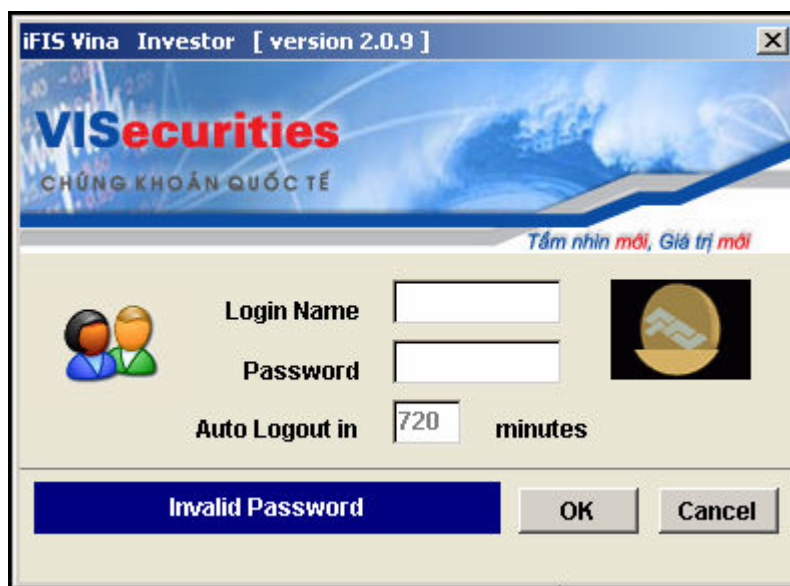 iFIS Vina Investor [ version 2.0.9 ]
VISecurities
CHỨNG KHOÁN QUỐC TẾ
Tầm nhìn mới, Giá trị mới
Login Name
Password
Auto Logout in 720 minutes
Invalid Password OK Cancel